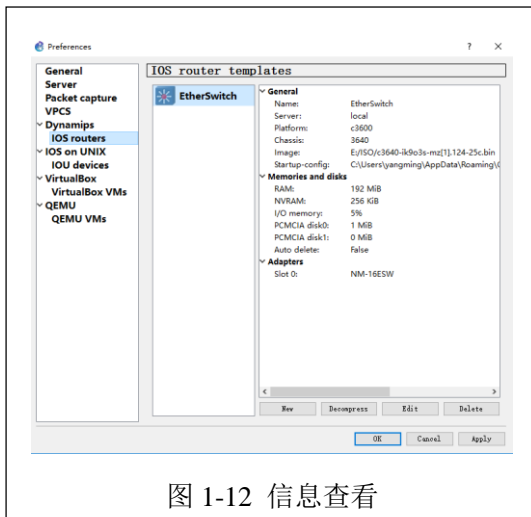 Preferences
? ×
General
Server
Packet capture
VPCS
Dynamips
IOS routers
IOS on UNIX
IOU devices
VirtualBox
VirtualBox VMs
QEMU
QEMU VMs
IOS router templates
EtherSwitch
General
Name: EtherSwitch
Server: local
Platform: c3600
Chassis: 3640
Image: E:/ISO/c3640-ik9o3s-mz[1].124-25c.bin
Startup-config: C:\Users\yangming\AppData\Roaming\
Memories and disks
RAM: 192 MiB
NVRAM: 256 KiB
I/O memory: 5%
PCMCIA disk0: 1 MiB
PCMCIA disk1: 0 MiB
Auto delete: False
Adapters
Slot 0: NM-16ESW
New Decompress Edit Delete
OK Cancel Apply
图 1-12 信息查看